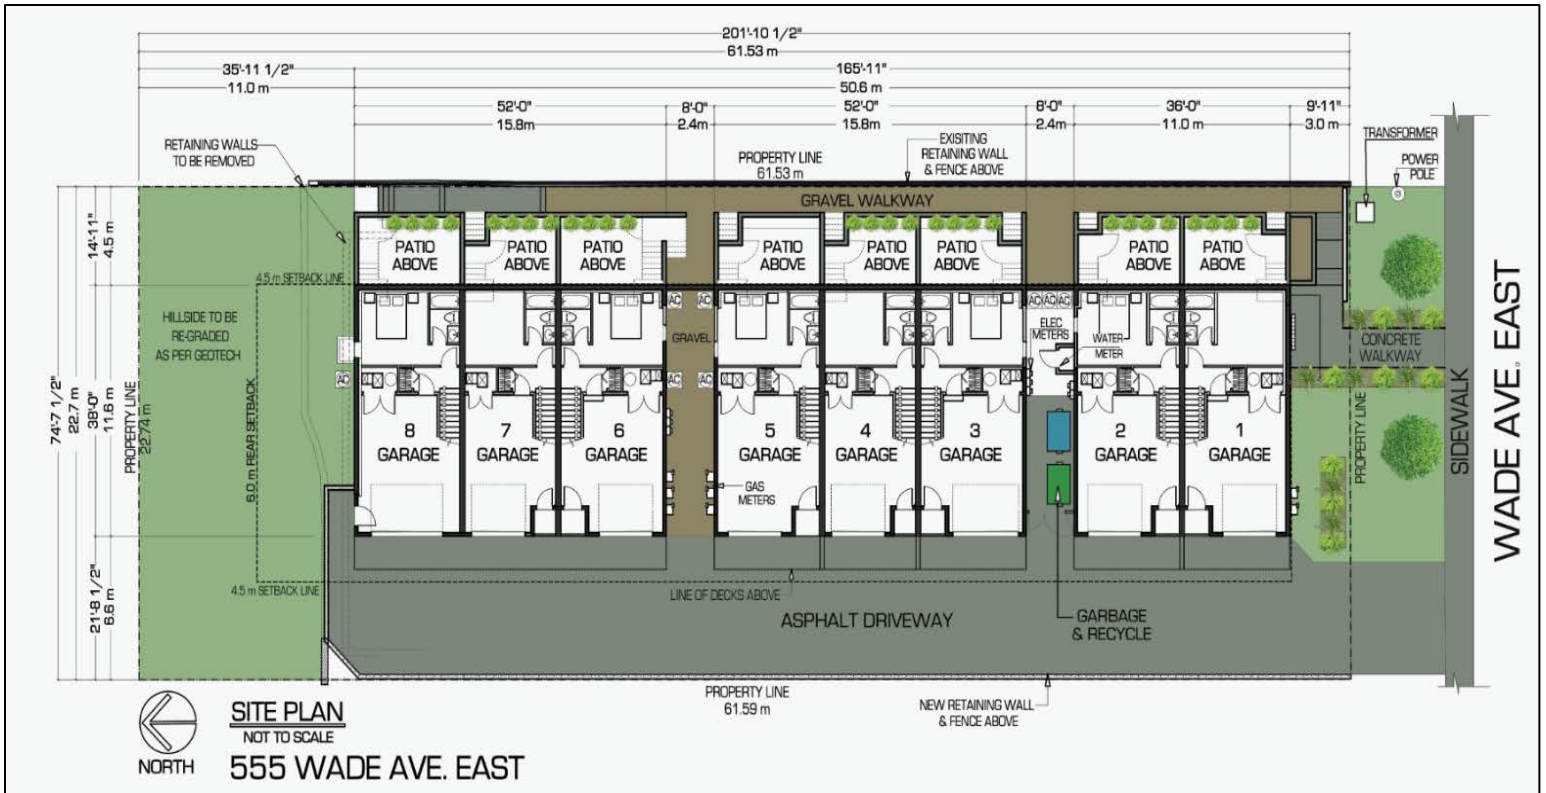 201'-10 1/2"
61.53 m
35'-11 1/2"
11.0 m
165'-11"
50.6 m
52'-0"
15.8m
8'-0"
2.4m
52'-0"
15.8m
8'-0"
2.4m
36'-0"
11.0 m
9'-11"
3.0 m
RETAINING WALLS
TO BE REMOVED
PROPERTY LINE
61.53 m
EXISITING
RETAINING WALL
& FENCE ABOVE
TRANSFORMER
POWER
POLE
GRAVEL WALKWAY
14'-11"
4.5 m
PATIO
ABOVE
PATIO
ABOVE
PATIO
ABOVE
PATIO
ABOVE
PATIO
ABOVE
PATIO
ABOVE
PATIO
ABOVE
PATIO
ABOVE
4.5 m SETBACK LINE
HILLSIDE TO BE
RE-GRADED
AS PER GEOTECH
AC
AC
AC
AC
AC
AC
AC
AC
GRAVEL
ELEC
METERS
WATER
METER
CONCRETE
WALKWAY
74'-7 1/2"
22.7 m
38'-0"
11.6 m
PROPERTY LINE
22.74 m
6.0 m REAR SETBACK
8
GARAGE
7
GARAGE
6
GARAGE
5
GARAGE
4
GARAGE
3
GARAGE
2
GARAGE
1
GARAGE
GAS
METERS
PROPERTY LINE
SIDEWALK
WADE AVE. EAST
21'-8 1/2"
6.6 m
4.5 m SETBACK LINE
LINE OF DECKS ABOVE
ASPHALT DRIVEWAY
GARBAGE
& RECYCLE
PROPERTY LINE
61.59 m
NEW RETAINING WALL
& FENCE ABOVE
NORTH
SITE PLAN
NOT TO SCALE
555 WADE AVE. EAST